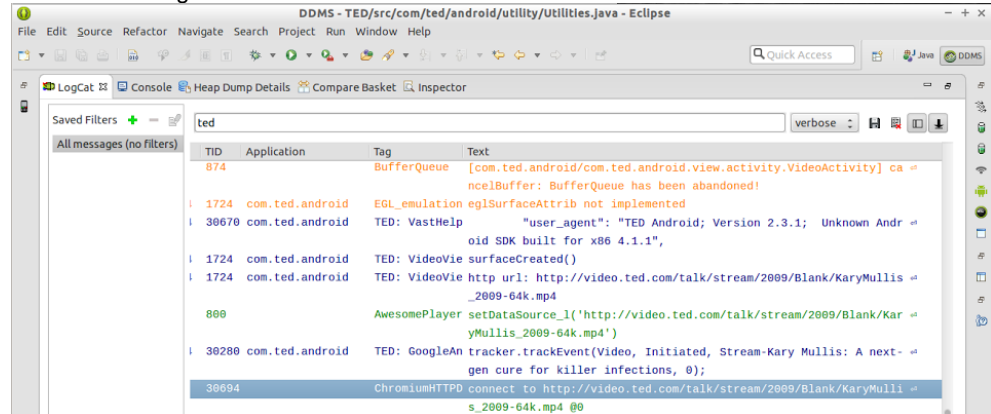 DDMS - TED/src/com/ted/android/utility/Utilities.java - Eclipse
File Edit Source Refactor Navigate Search Project Run Window Help
Quick Access
Java
DDMS
LogCat Console Heap Dump Details Compare Basket Inspector
Saved Filters
ted
verbose
All messages (no filters)
TID Application Tag Text
874 BufferQueue [com.ted.android/com.ted.android.view.activity.VideoActivity] ca
ncelBuffer: BufferQueue has been abandoned!
1724 com.ted.android EGL_emulation eglSurfaceAttrib not implemented
30670 com.ted.android TED: VastHelp "user_agent": "TED Android; Version 2.3.1; Unknown Andr
oid SDK built for x86 4.1.1",
1724 com.ted.android TED: VideoVie surfaceCreated()
1724 com.ted.android TED: VideoVie http url: http://video.ted.com/talk/stream/2009/Blank/KaryMullis
_2009-64k.mp4
800 AwesomePlayer setDataSource_l('http://video.ted.com/talk/stream/2009/Blank/Kar
yMullis_2009-64k.mp4')
30280 com.ted.android TED: GoogleAn tracker.trackEvent(Video, Initiated, Stream-Kary Mullis: A next-
gen cure for killer infections, 0);
30694 ChromiumHTTPD connect to http://video.ted.com/talk/stream/2009/Blank/KaryMulli
s_2009-64k.mp4 @0